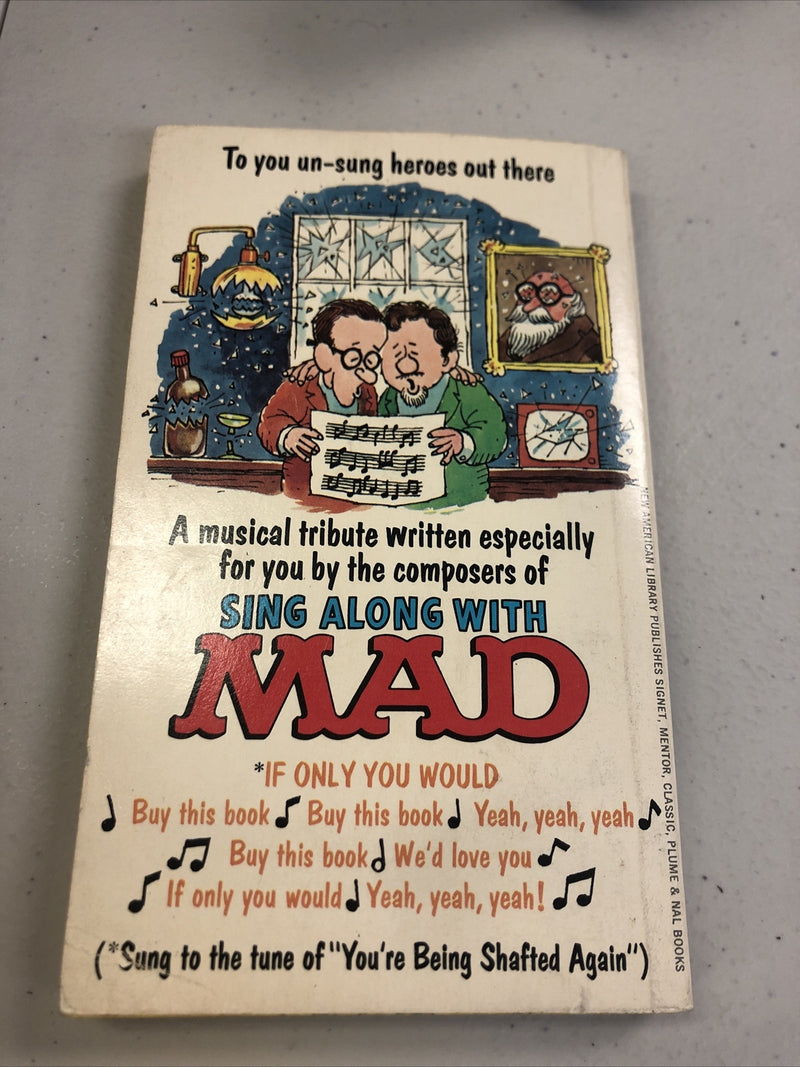 To you un-sung heroes out there
A musical tribute written especially
for you by the composers of
SING ALONG WITH
MAD
*IF ONLY YOU WOULD
Buy this book Buy this book Yeah, yeah, yeah
Buy this book We'd love you
If only you would Yeah, yeah, yeah!
(*Sung to the tune of "You're Being Shafted Again")
NEW AMERICAN LIBRARY PUBLISHES SIGNET, MENTOR, CLASSIC, PLUME & NAL BOOKS